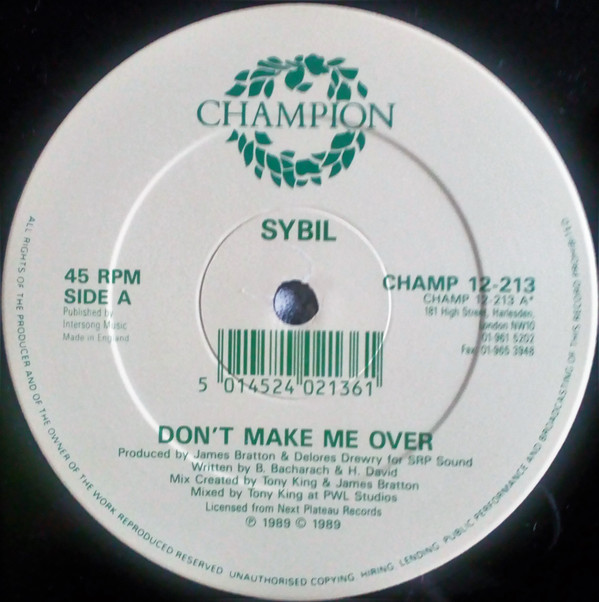 CHAMPION
SYBIL
45 RPM
SIDE A
Published by
Intersong Music
Made in England
CHAMP 12-213
CHAMP 12-213 A*
181 High Street, Harlesden,
London NW10
01-961 5202
Fax 01-965 3948
5 014524 021361
DON'T MAKE ME OVER
Produced by James Bratton & Delores Drewry for SRP Sound
Written by B. Bacharach & H. David
Mix Created by Tony King & James Bratton
Mixed by Tony King at PWL Studios
Licensed from Next Plateau Records
℗ 1989 © 1989
ALL RIGHTS OF THE PRODUCER AND OF THE OWNER OF THE WORK REPRODUCED RESERVED. UNAUTHORISED COPYING, HIRING, LENDING, PUBLIC PERFORMANCE AND BROADCASTING OF THIS RECORD PROHIBITED